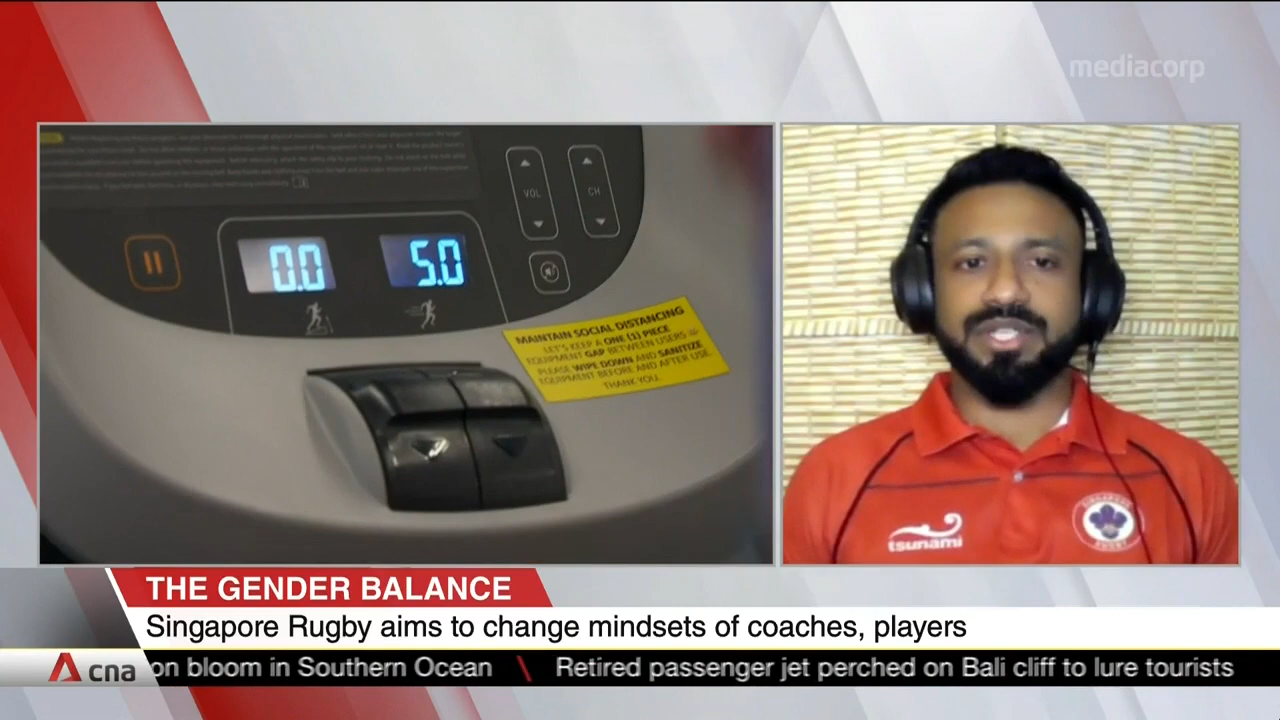 mediacorp
VOL
CH
0.0
5.0
MAINTAIN SOCIAL DISTANCING
LET'S KEEP A ONE (1) PIECE
EQUIPMENT GAP BETWEEN USERS
PLEASE WIPE DOWN AND SANITIZE
EQUIPMENT BEFORE AND AFTER USE.
THANK YOU.
tsunami
SINGAPORE
RUGBY
THE GENDER BALANCE
Singapore Rugby aims to change mindsets of coaches, players
cna
on bloom in Southern Ocean \ Retired passenger jet perched on Bali cliff to lure tourists